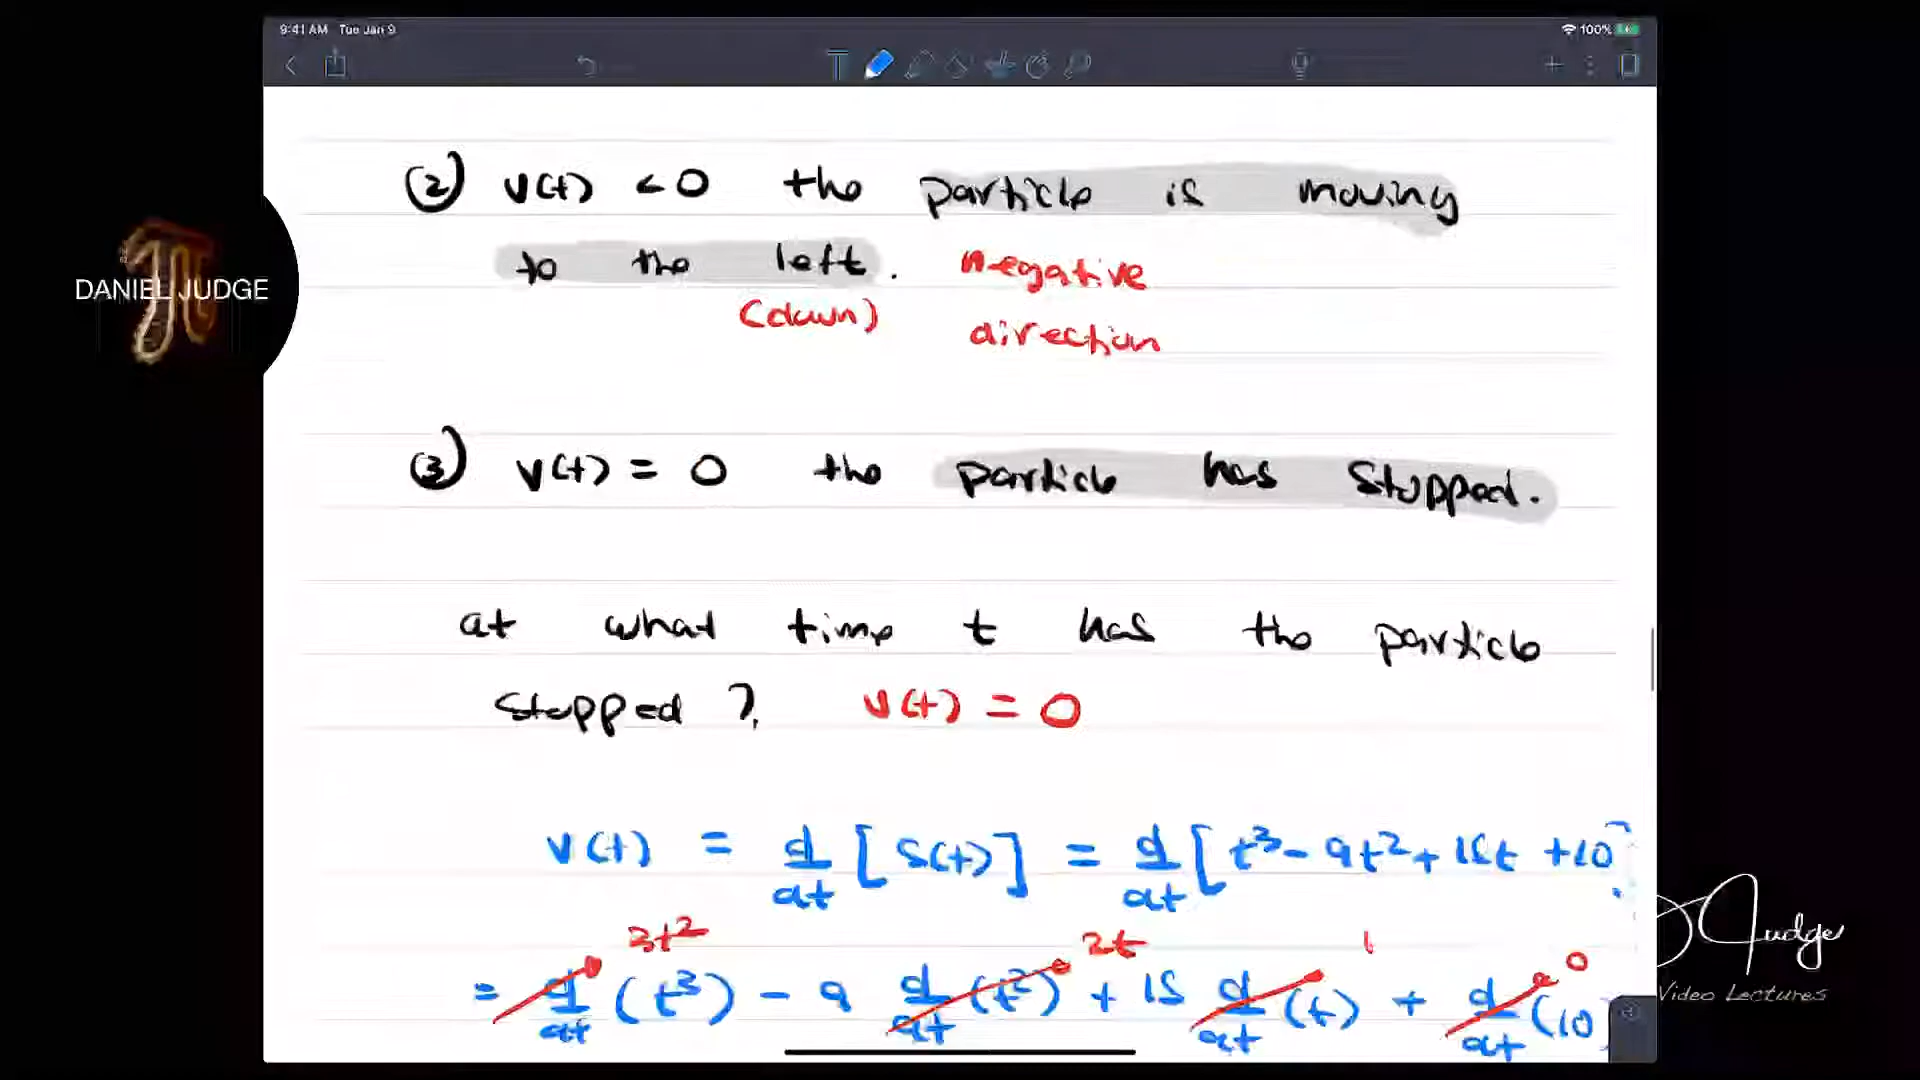 9:41 AM Tue Jan 9
100%
(2) v(t) < 0 the particle is moving
to the left. negative
(down) direction
(3) v(t) = 0 the particle has stopped.
at what time t has the particle
stopped? v(t) = 0
v(t) = d/dt [s(t)] = d/dt [t³ - 9t² + 15t + 10]
3t² 2t 1 0
= d/dt (t³) - 9 d/dt (t²) + 15 d/dt (t) + d/dt (10
DANIEL JUDGE
Judge
Video Lectures